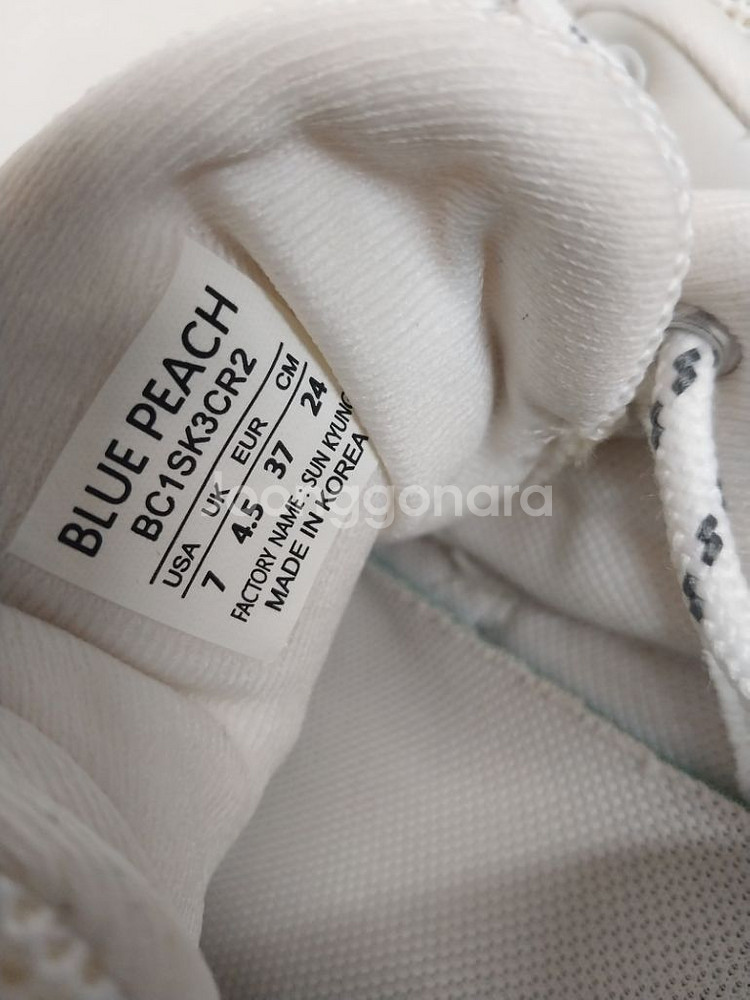 BLUE PEACH
BC1SK3CR2
USA UK EUR CM
7 4.5 37 24
FACTORY NAME : SUN KYUNG
MADE IN KOREA
joonggonara